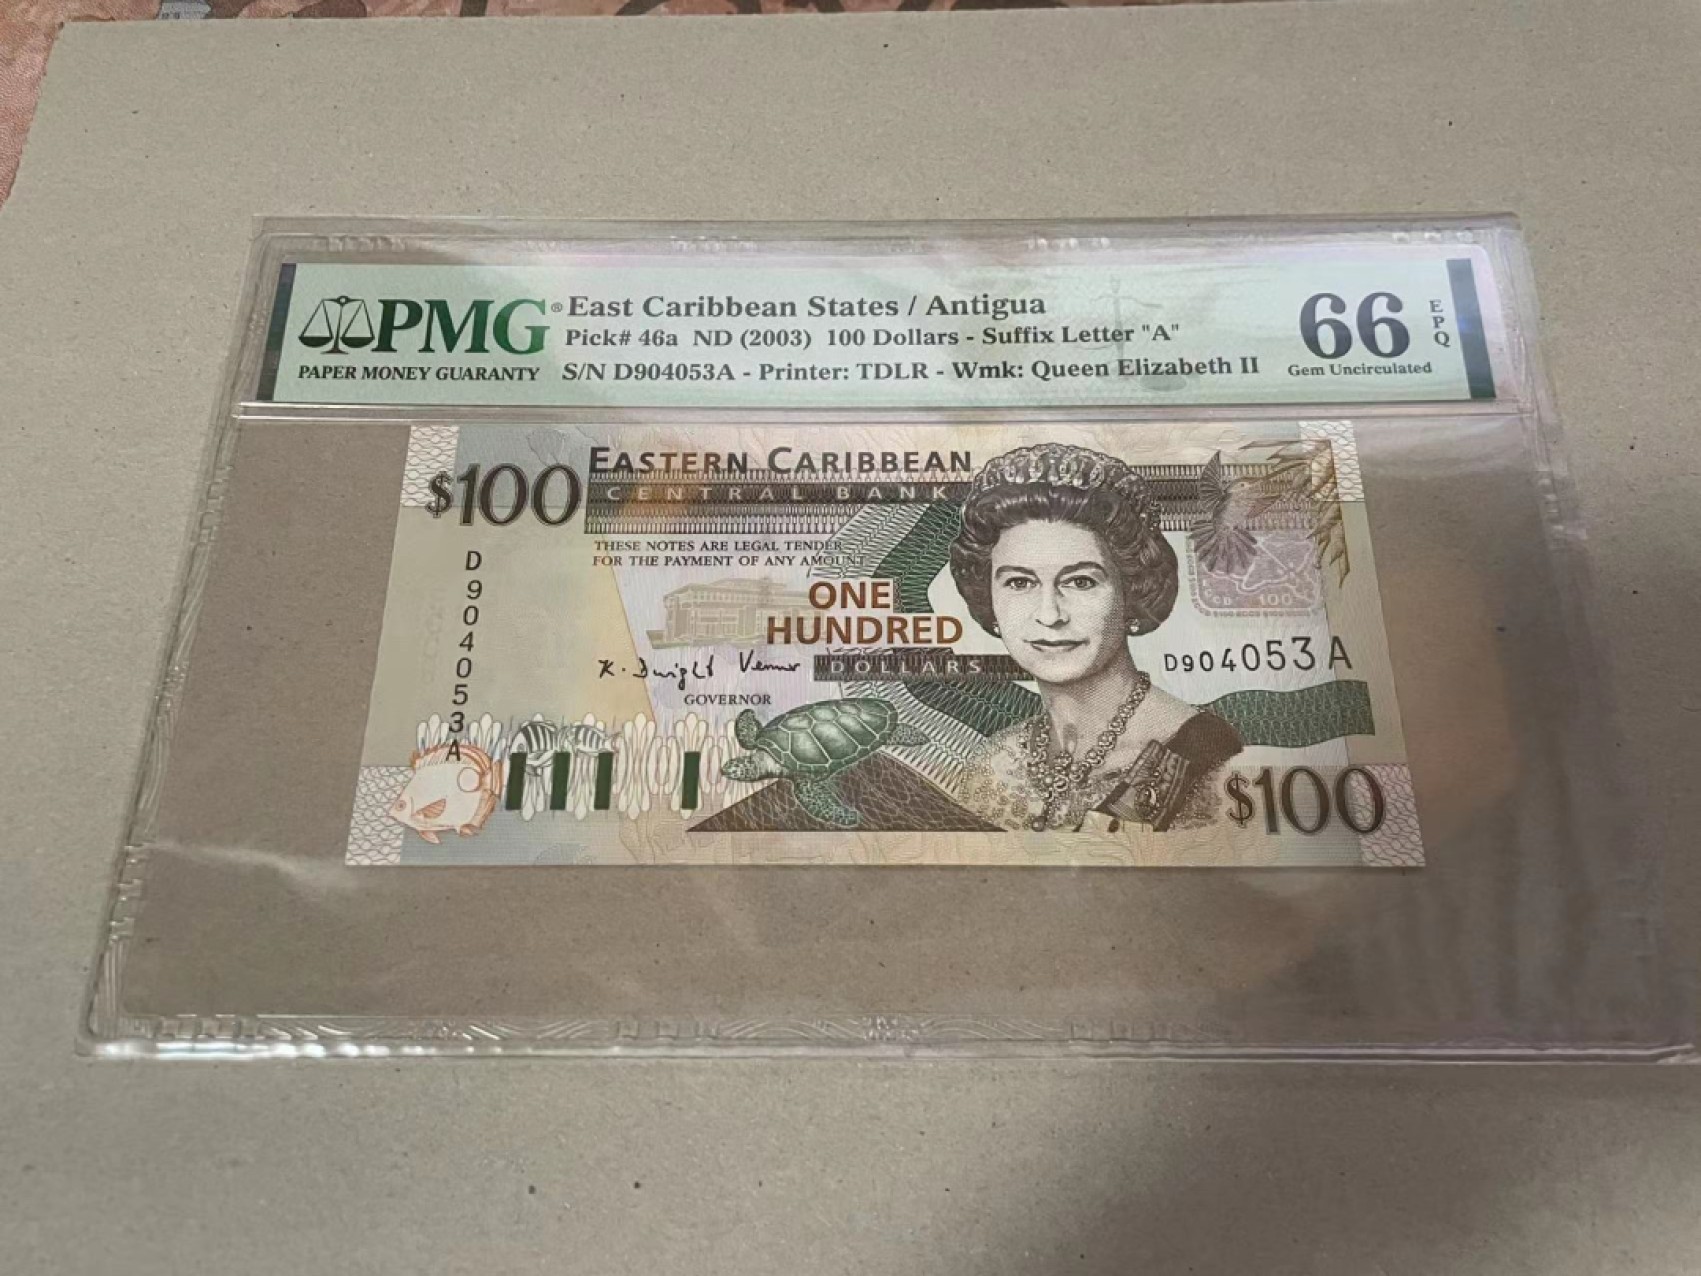 PMG® East Caribbean States / Antigua
Pick# 46a ND (2003) 100 Dollars - Suffix Letter "A"
PAPER MONEY GUARANTY S/N D904053A - Printer: TDLR - Wmk: Queen Elizabeth II
66 EPQ
Gem Uncirculated
$100 EASTERN CARIBBEAN
CENTRAL BANK
THESE NOTES ARE LEGAL TENDER
FOR THE PAYMENT OF ANY AMOUNT
ONE
HUNDRED
DOLLARS
K. Dwight Venner
GOVERNOR
D904053A
D904053 A
100
$100